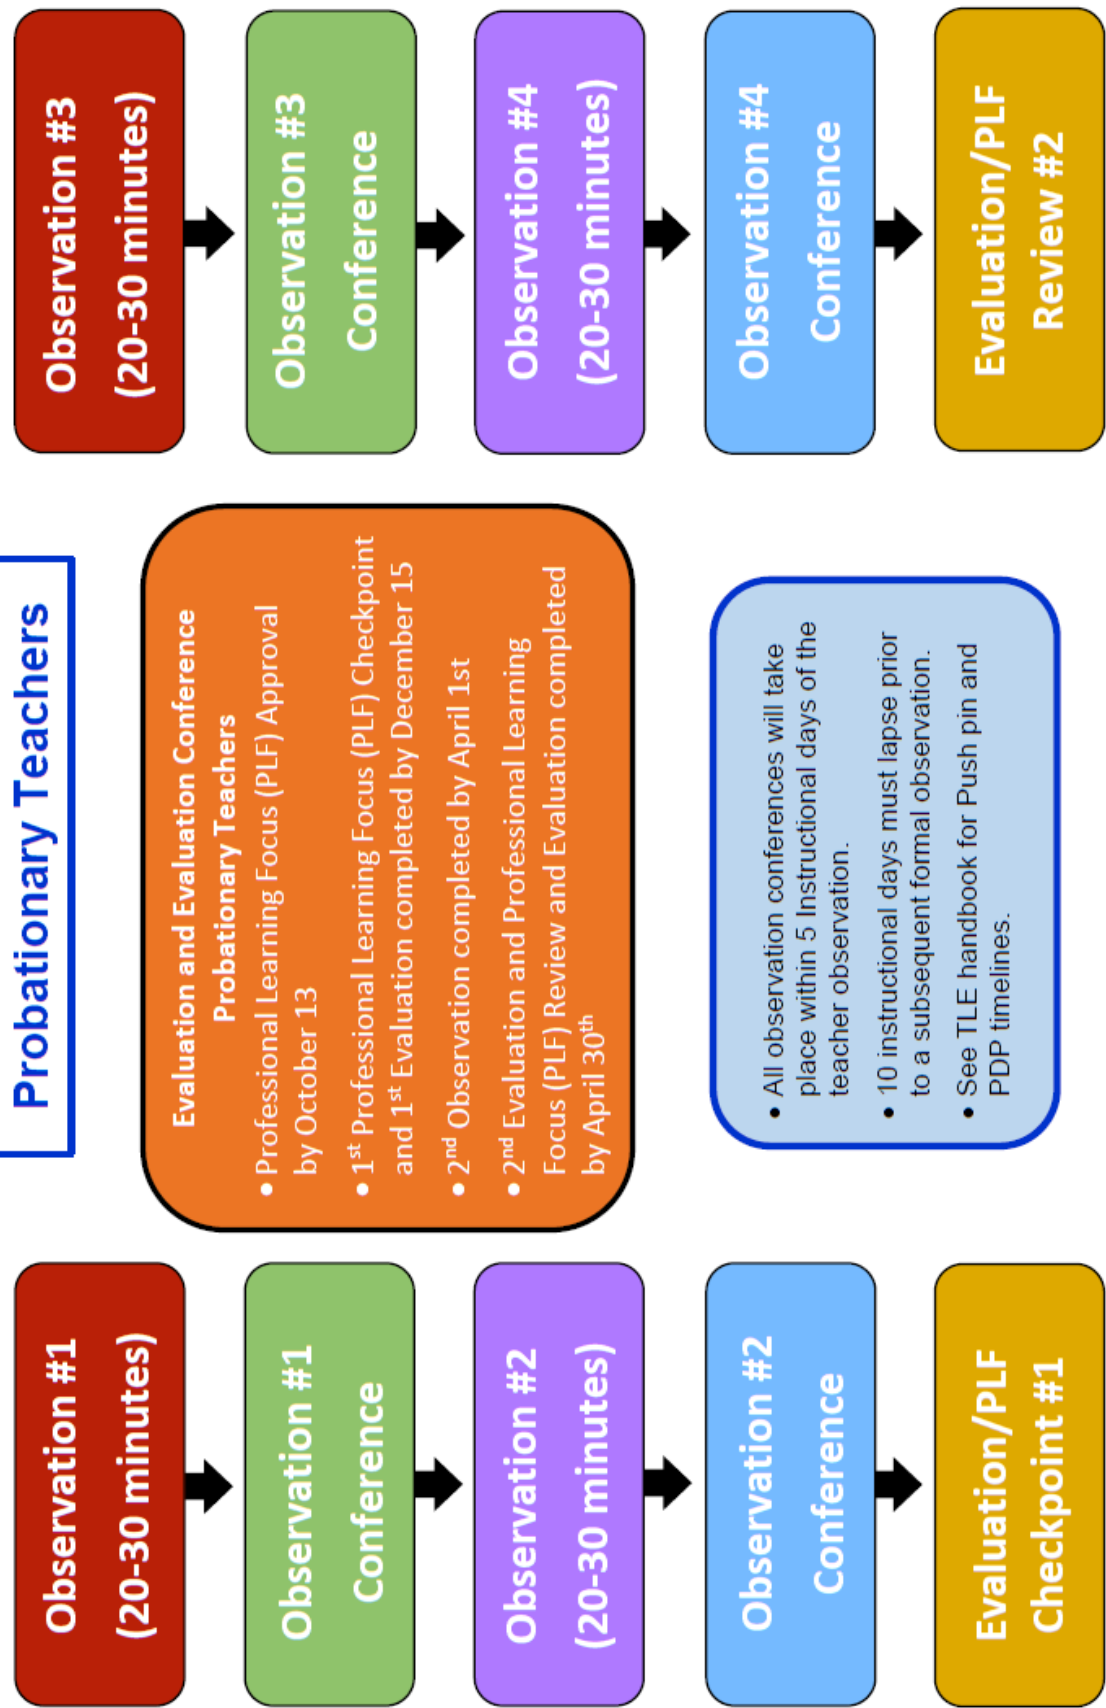 Probationary Teachers
Observation #1
(20-30 minutes)
Observation #1
Conference
Observation #2
(20-30 minutes)
Observation #2
Conference
Evaluation/PLF
Checkpoint #1
Evaluation and Evaluation Conference
Probationary Teachers
• Professional Learning Focus (PLF) Approval
by October 13
• 1st Professional Learning Focus (PLF) Checkpoint
and 1st Evaluation completed by December 15
• 2nd Observation completed by April 1st
• 2nd Evaluation and Professional Learning
Focus (PLF) Review and Evaluation completed
by April 30th
• All observation conferences will take
place within 5 Instructional days of the
teacher observation.
• 10 instructional days must lapse prior
to a subsequent formal observation.
• See TLE handbook for Push pin and
PDP timelines.
Observation #3
(20-30 minutes)
Observation #3
Conference
Observation #4
(20-30 minutes)
Observation #4
Conference
Evaluation/PLF
Review #2